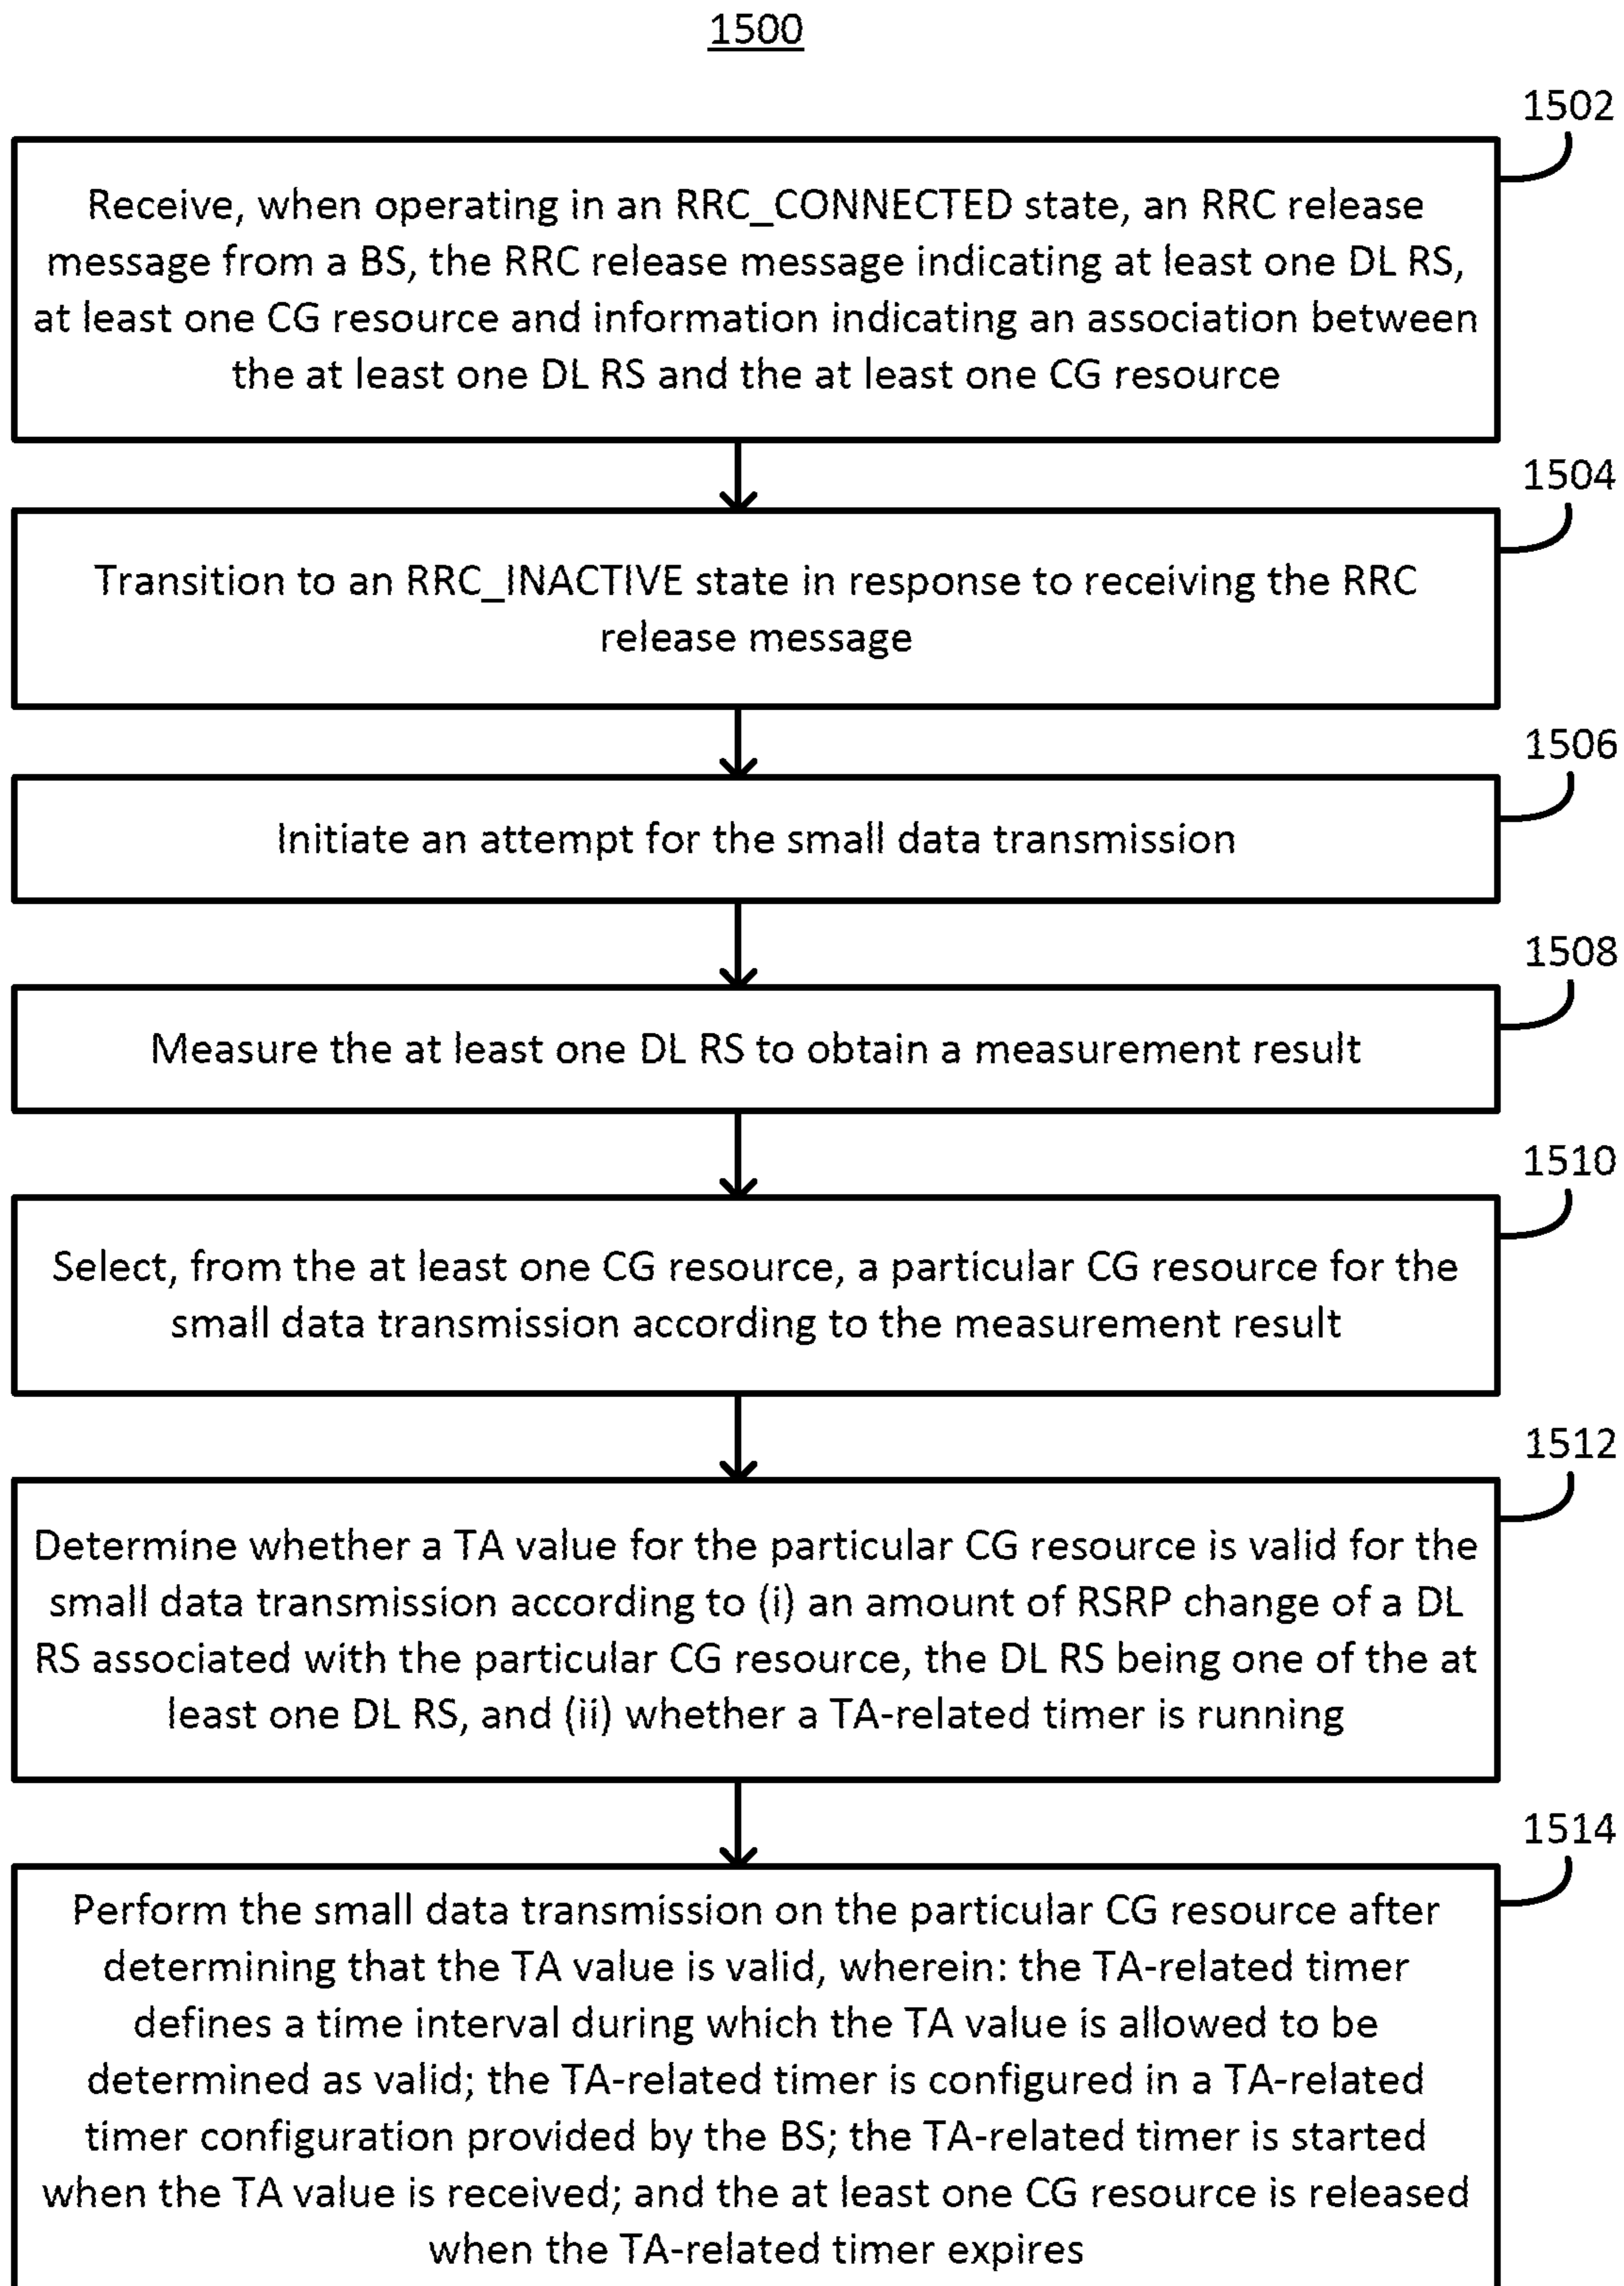 1500
1502
Receive, when operating in an RRC_CONNECTED state, an RRC release
message from a BS, the RRC release message indicating at least one DL RS,
at least one CG resource and information indicating an association between
the at least one DL RS and the at least one CG resource
1504
Transition to an RRC_INACTIVE state in response to receiving the RRC
release message
1506
Initiate an attempt for the small data transmission
1508
Measure the at least one DL RS to obtain a measurement result
1510
Select, from the at least one CG resource, a particular CG resource for the
small data transmission according to the measurement result
1512
Determine whether a TA value for the particular CG resource is valid for the
small data transmission according to (i) an amount of RSRP change of a DL
RS associated with the particular CG resource, the DL RS being one of the at
least one DL RS, and (ii) whether a TA-related timer is running
1514
Perform the small data transmission on the particular CG resource after
determining that the TA value is valid, wherein: the TA-related timer
defines a time interval during which the TA value is allowed to be
determined as valid; the TA-related timer is configured in a TA-related
timer configuration provided by the BS; the TA-related timer is started
when the TA value is received; and the at least one CG resource is released
when the TA-related timer expires